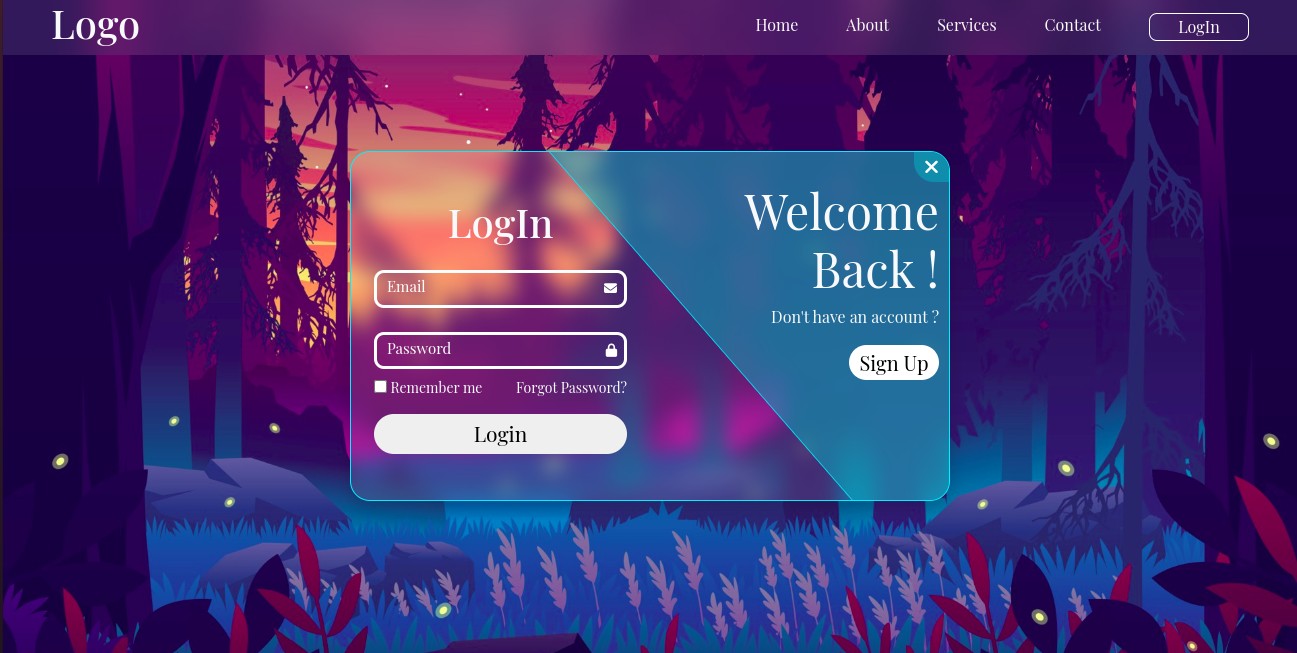 Logo
Home
About
Services
Contact
LogIn
LogIn
Email
Password
Remember me
Forgot Password?
Login
Welcome
Back !
Don't have an account ?
Sign Up